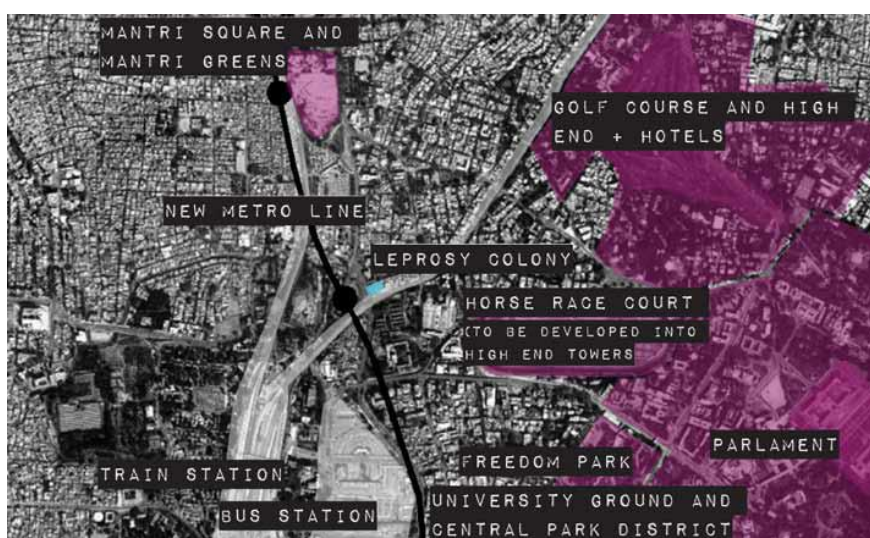 MANTRI SQUARE AND
MANTRI GREENS
GOLF COURSE AND HIGH
END + HOTELS
NEW METRO LINE
LEPROSY COLONY
HORSE RACE COURT
(TO BE DEVELOPED INTO
HIGH END TOWERS
PARLAMENT
FREEDOM PARK
TRAIN STATION
UNIVERSITY GROUND AND
CENTRAL PARK DISTRICT
BUS STATION